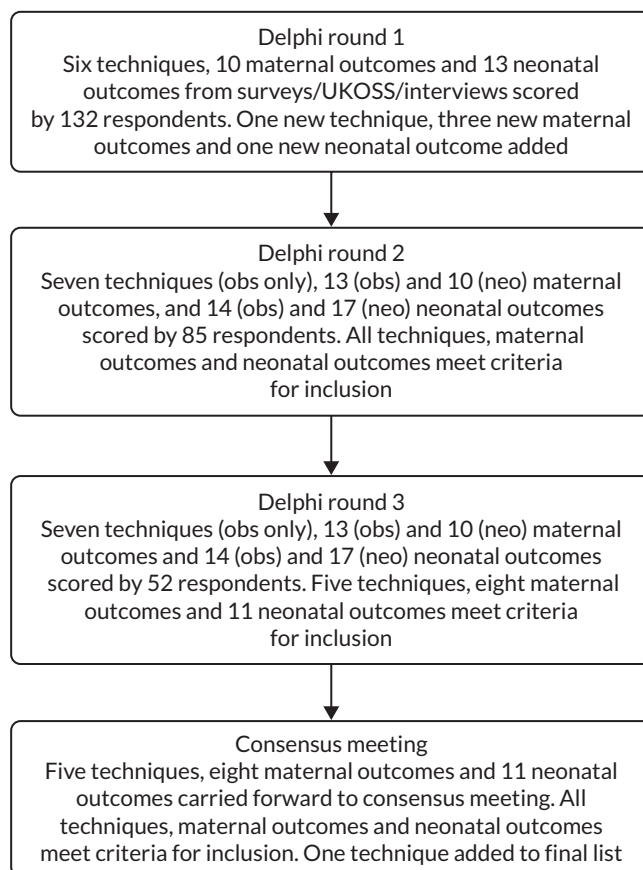 Delphi round 1
Six techniques, 10 maternal outcomes and 13 neonatal
outcomes from surveys/UKOSS/interviews scored
by 132 respondents. One new technique, three new maternal
outcomes and one new neonatal outcome added
Delphi round 2
Seven techniques (obs only), 13 (obs) and 10 (neo) maternal
outcomes, and 14 (obs) and 17 (neo) neonatal outcomes
scored by 85 respondents. All techniques, maternal
outcomes and neonatal outcomes meet criteria
for inclusion
Delphi round 3
Seven techniques (obs only), 13 (obs) and 10 (neo) maternal
outcomes and 14 (obs) and 17 (neo) neonatal outcomes
scored by 52 respondents. Five techniques, eight maternal
outcomes and 11 neonatal outcomes meet criteria
for inclusion
Consensus meeting
Five techniques, eight maternal outcomes and 11 neonatal
outcomes carried forward to consensus meeting. All
techniques, maternal outcomes and neonatal outcomes
meet criteria for inclusion. One technique added to final list